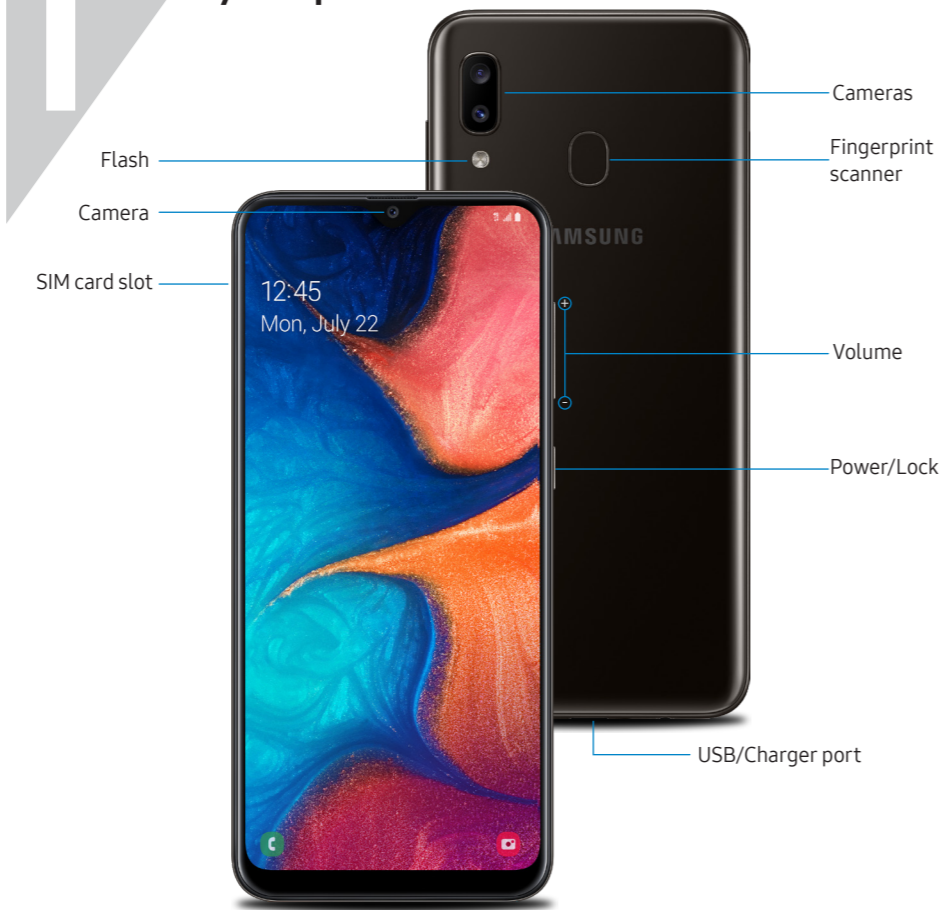 Cameras
Fingerprint
scanner
Flash
Camera
SIM card slot
12:45
Mon, July 22
AMSUNG
+
Volume
-
Power/Lock
USB/Charger port